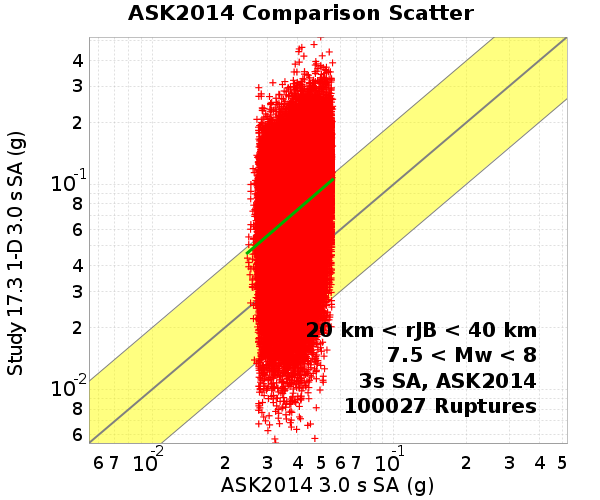 ASK2014 Comparison Scatter
Study 17.3 1-D 3.0 s SA (g)
4
3
2
10-1
8
6
4
3
2
10-2
8
6
20 km < rJB < 40 km
7.5 < Mw < 8
3s SA, ASK2014
100027 Ruptures
6 7 10-2 2 3 4 5 6 7 10-1 2 3 4 5
ASK2014 3.0 s SA (g)